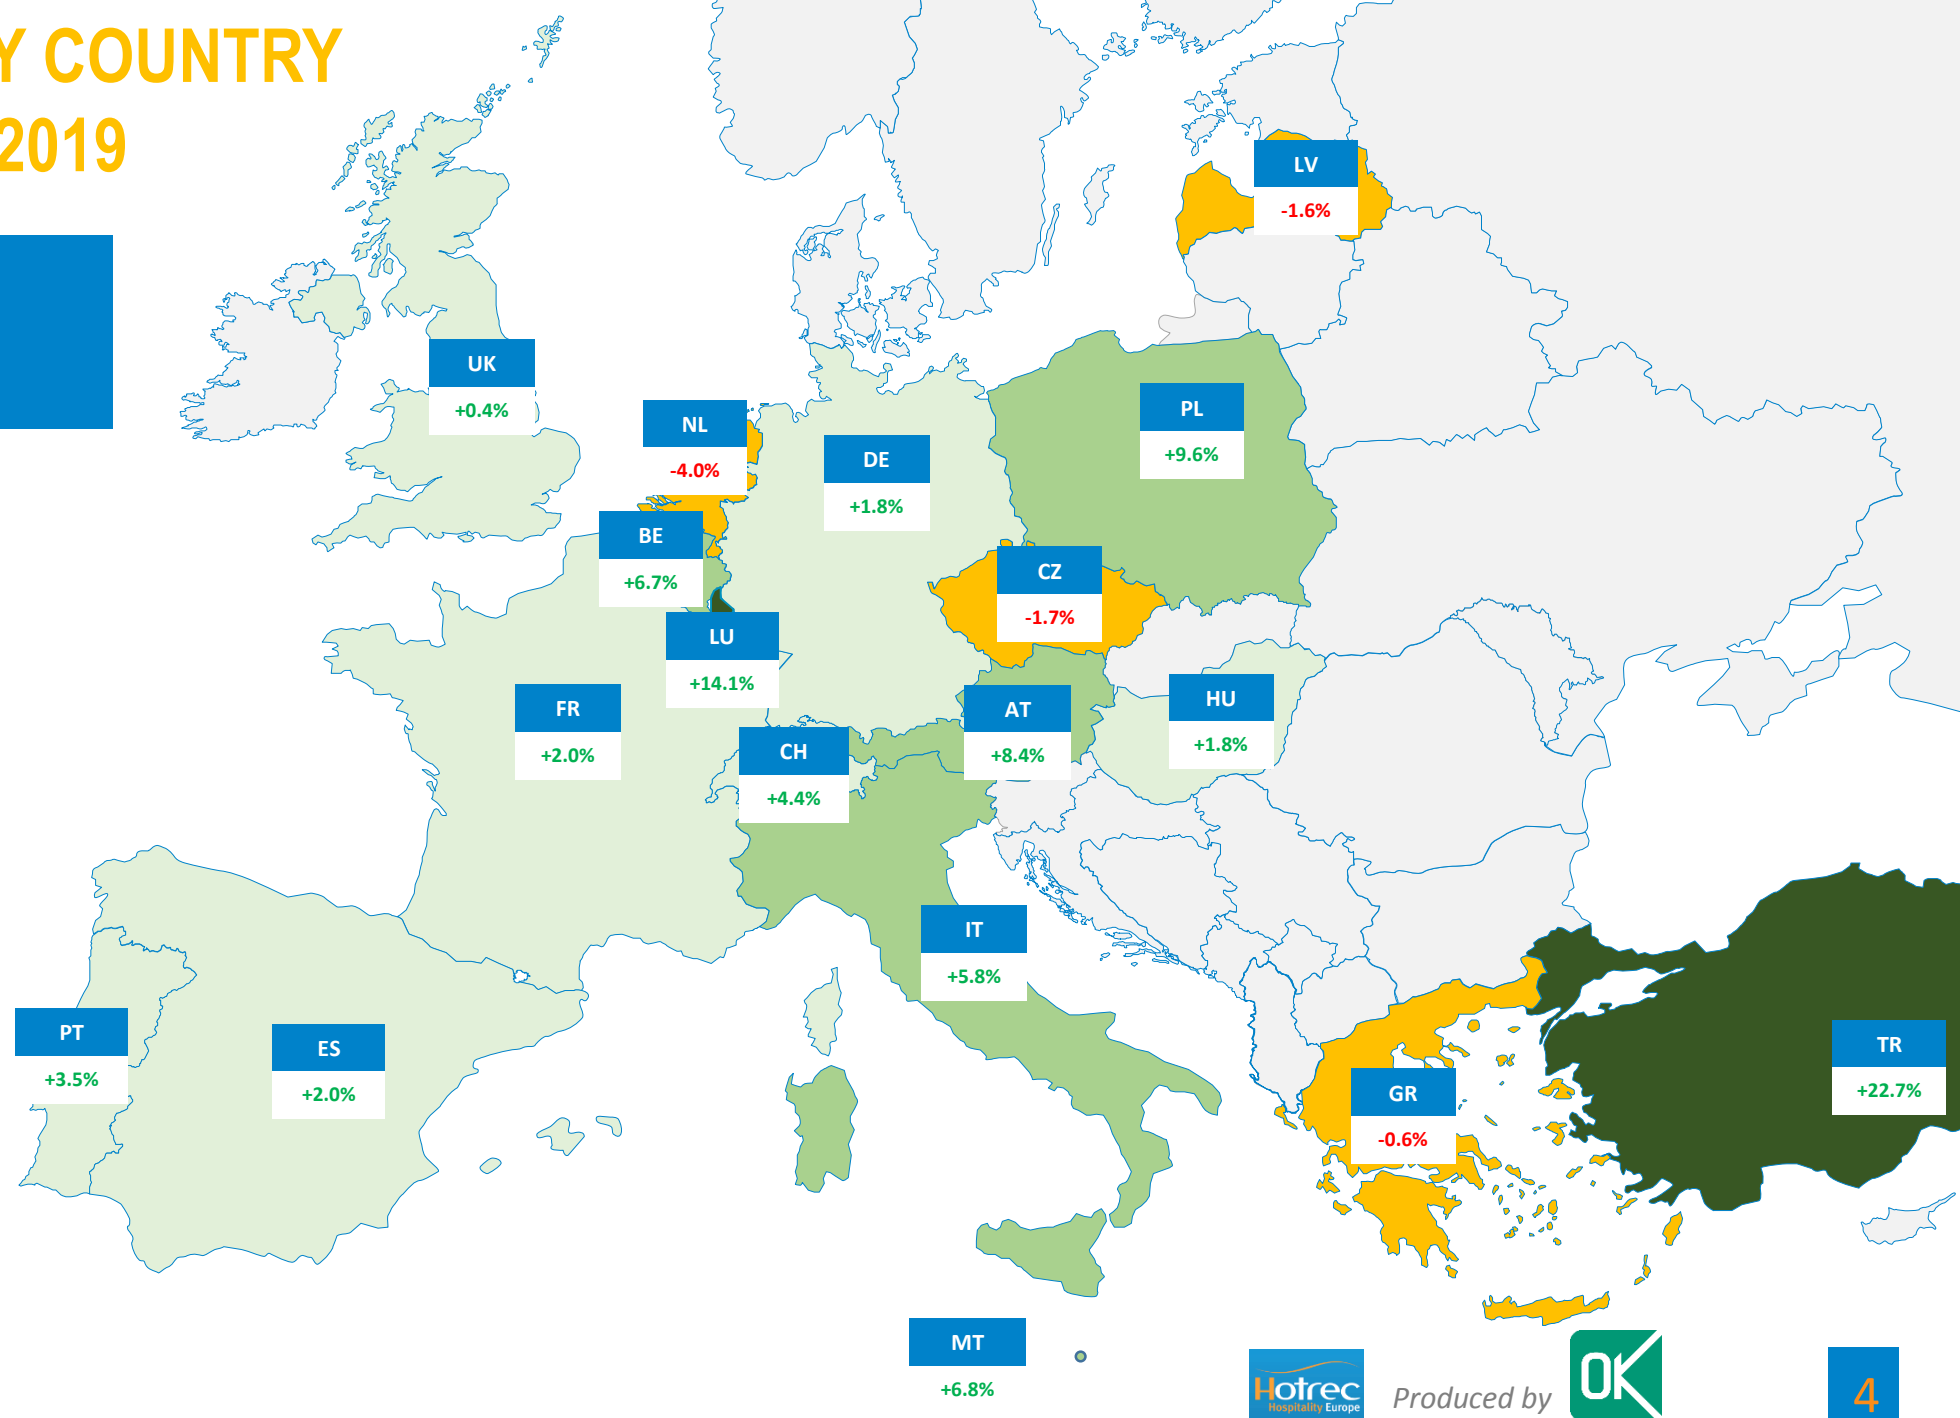 Y COUNTRY
2019
LV
-1.6%
UK
+0.4%
NL
-4.0%
PL
+9.6%
DE
+1.8%
BE
+6.7%
CZ
-1.7%
LU
+14.1%
FR
+2.0%
AT
+8.4%
HU
+1.8%
CH
+4.4%
IT
+5.8%
PT
+3.5%
ES
+2.0%
TR
+22.7%
GR
-0.6%
MT
+6.8%
Hotrec
Hospitality Europe
Produced by
OK
4